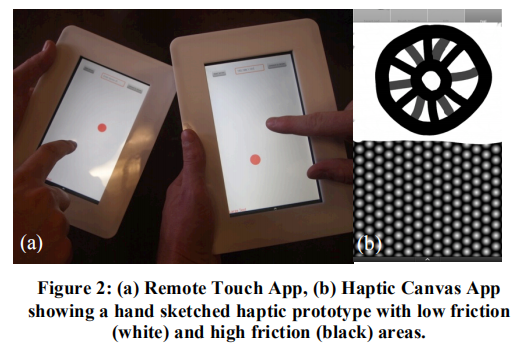 (a)
(b)
Figure 2: (a) Remote Touch App, (b) Haptic Canvas App
showing a hand sketched haptic prototype with low friction
(white) and high friction (black) areas.